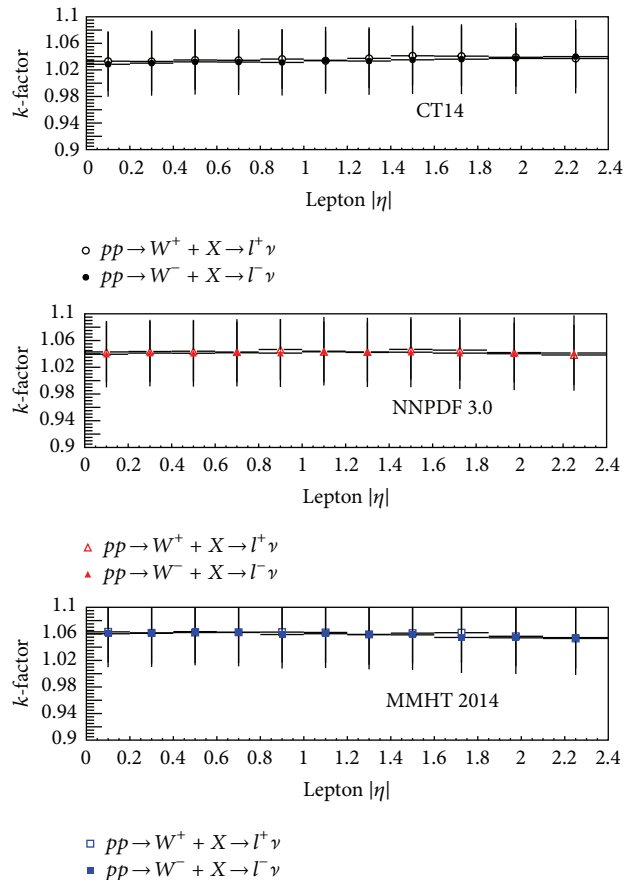 1.1
1.06
1.02
0.98
0.94
0.9
k-factor
CT14
0 0.2 0.4 0.6 0.8 1 1.2 1.4 1.6 1.8 2 2.2 2.4
Lepton |η|
pp → W⁺ + X → l⁺ν
pp → W⁻ + X → l⁻ν
1.1
1.06
1.02
0.98
0.94
0.9
k-factor
NNPDF 3.0
0 0.2 0.4 0.6 0.8 1 1.2 1.4 1.6 1.8 2 2.2 2.4
Lepton |η|
pp → W⁺ + X → l⁺ν
pp → W⁻ + X → l⁻ν
1.1
1.06
1.02
0.98
0.94
0.9
k-factor
MMHT 2014
0 0.2 0.4 0.6 0.8 1 1.2 1.4 1.6 1.8 2 2.2 2.4
Lepton |η|
pp → W⁺ + X → l⁺ν
pp → W⁻ + X → l⁻ν